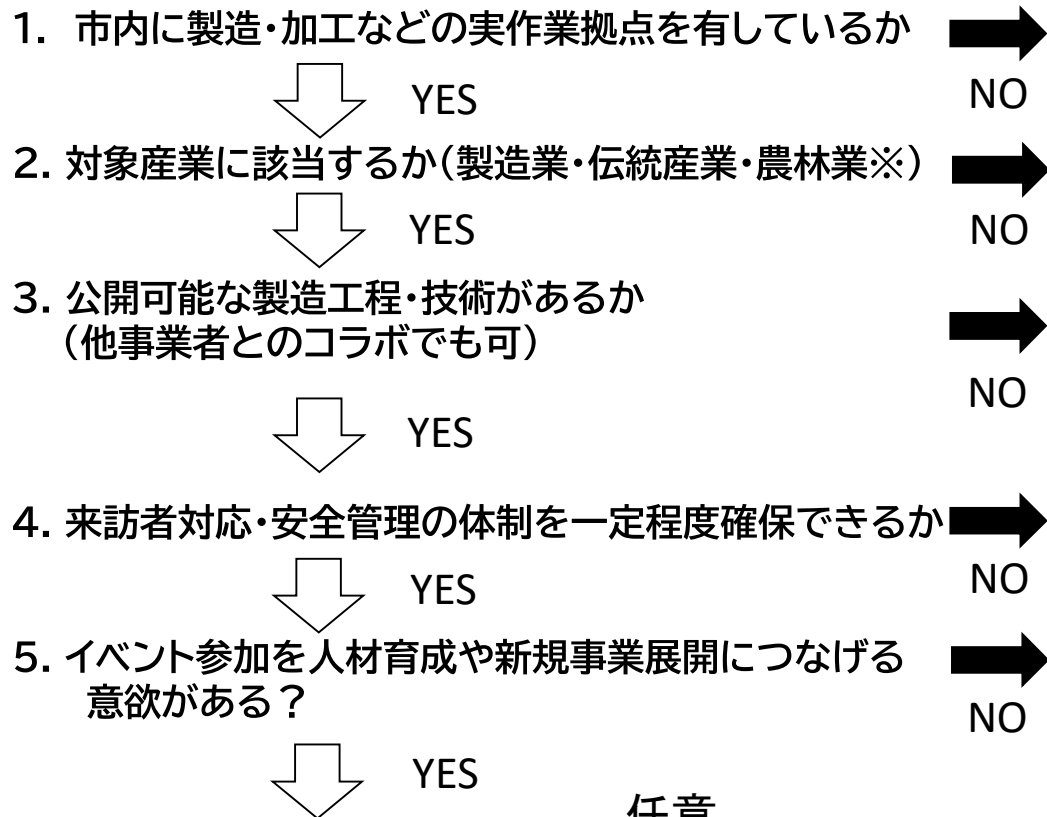 1. 市内に製造・加工などの実作業拠点を有しているか
YES
NO
2. 対象産業に該当するか(製造業・伝統産業・農林業※)
YES
NO
3. 公開可能な製造工程・技術があるか
(他事業者とのコラボでも可)
YES
NO
4. 来訪者対応・安全管理の体制を一定程度確保できるか
YES
NO
5. イベント参加を人材育成や新規事業展開につなげる
意欲がある?
YES
NO
任意